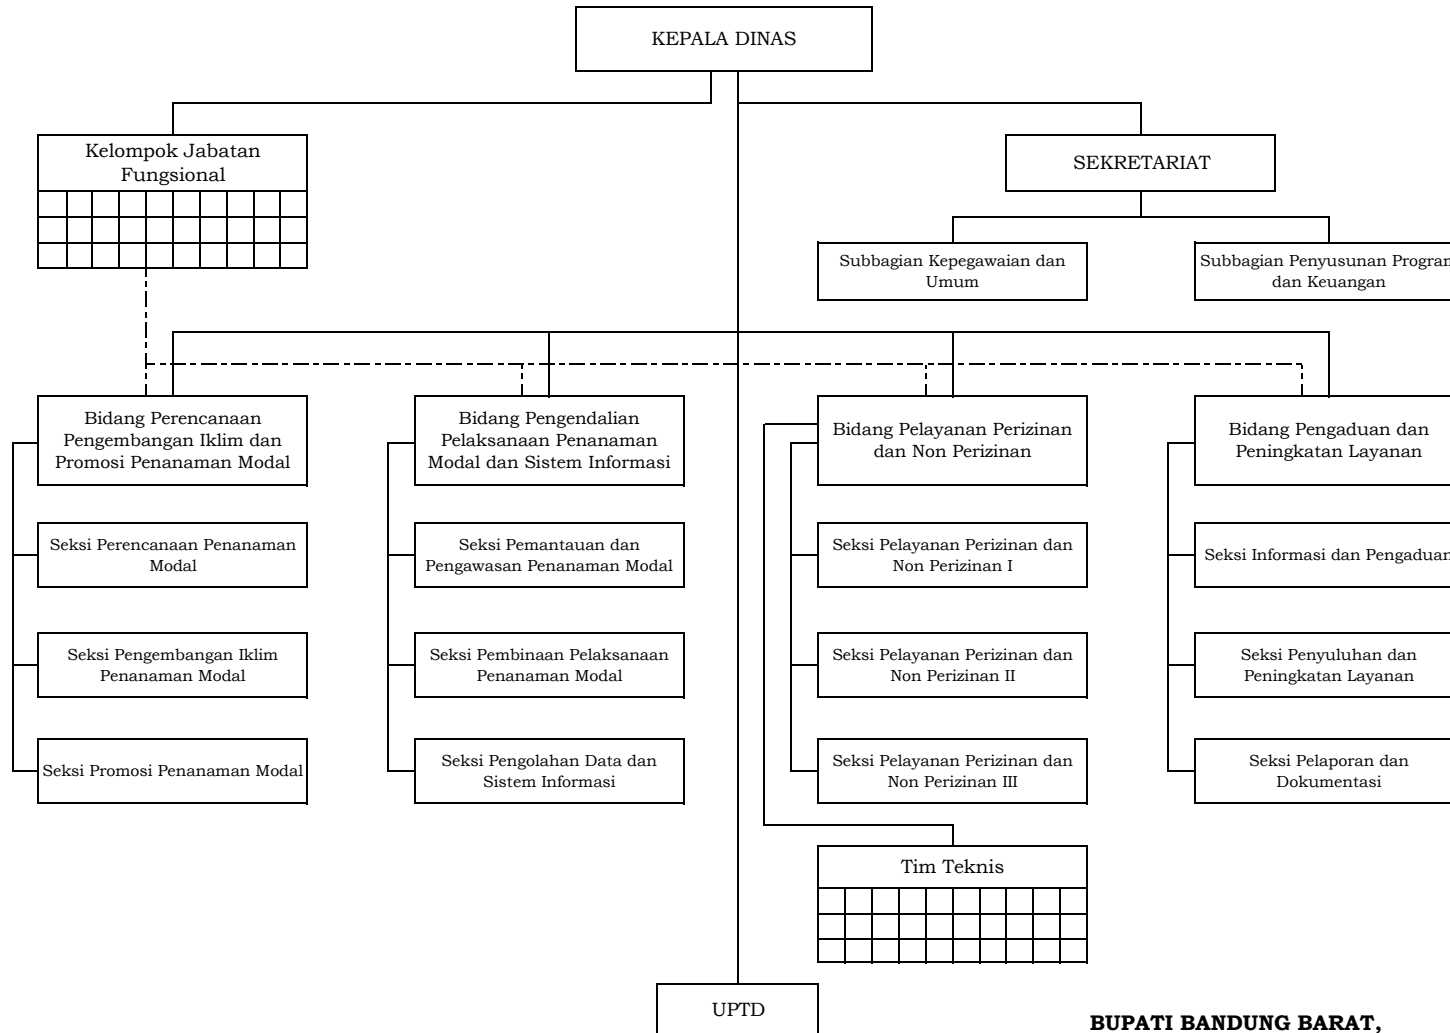 KEPALA DINAS
Kelompok Jabatan
Fungsional
SEKRETARIAT
Subbagian Kepegawaian dan
Umum
Subbagian Penyusunan Program
dan Keuangan
Bidang Perencanaan
Pengembangan Iklim dan
Promosi Penanaman Modal
Bidang Pengendalian
Pelaksanaan Penanaman
Modal dan Sistem Informasi
Bidang Pelayanan Perizinan
dan Non Perizinan
Bidang Pengaduan dan
Peningkatan Layanan
Seksi Perencanaan Penanaman
Modal
Seksi Pemantauan dan
Pengawasan Penanaman Modal
Seksi Pelayanan Perizinan dan
Non Perizinan I
Seksi Informasi dan Pengaduan
Seksi Pengembangan Iklim
Penanaman Modal
Seksi Pembinaan Pelaksanaan
Penanaman Modal
Seksi Pelayanan Perizinan dan
Non Perizinan II
Seksi Penyuluhan dan
Peningkatan Layanan
Seksi Promosi Penanaman Modal
Seksi Pengolahan Data dan
Sistem Informasi
Seksi Pelayanan Perizinan dan
Non Perizinan III
Seksi Pelaporan dan
Dokumentasi
Tim Teknis
UPTD
BUPATI BANDUNG BARAT,